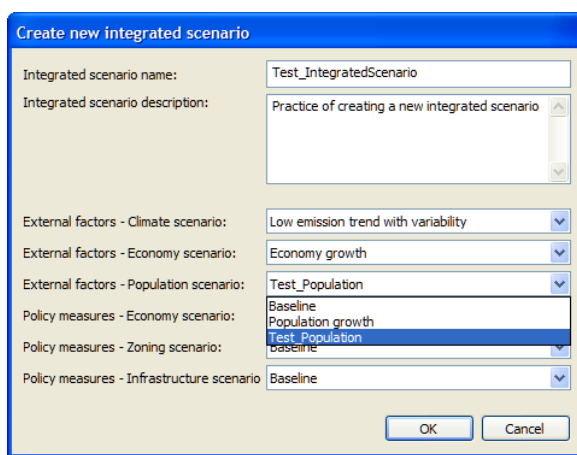 Create new integrated scenario
Integrated scenario name: Test_IntegratedScenario
Integrated scenario description: Practice of creating a new integrated scenario
External factors - Climate scenario: Low emission trend with variability
External factors - Economy scenario: Economy growth
External factors - Population scenario: Test_Population
Baseline
Policy measures - Economy scenario: Population growth
Test_Population
Policy measures - Zoning scenario: Baseline
Policy measures - Infrastructure scenario Baseline
OK Cancel